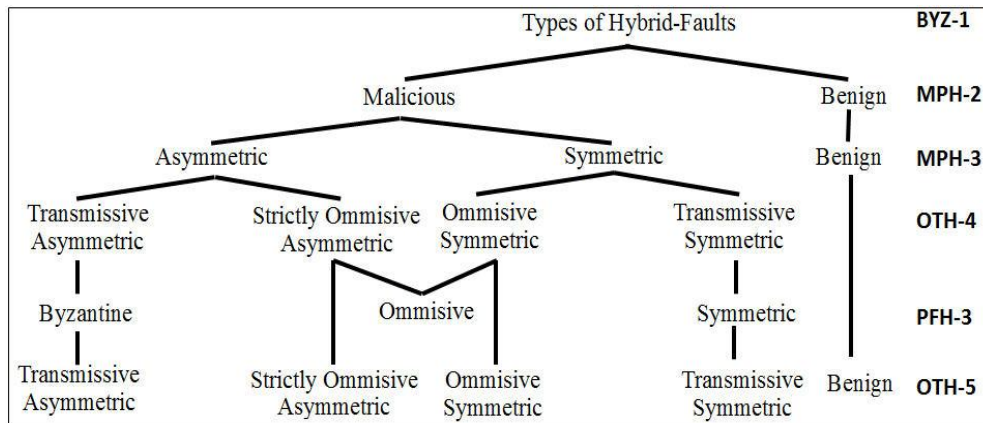 Types of Hybrid-Faults BYZ-1
Malicious Benign MPH-2
Asymmetric Symmetric Benign MPH-3
Transmissive Strictly Ommisive Ommisive Transmissive
Asymmetric Asymmetric Symmetric Symmetric OTH-4
Byzantine Ommisive Symmetric PFH-3
Transmissive Strictly Ommisive Ommisive Transmissive Benign OTH-5
Asymmetric Asymmetric Symmetric Symmetric